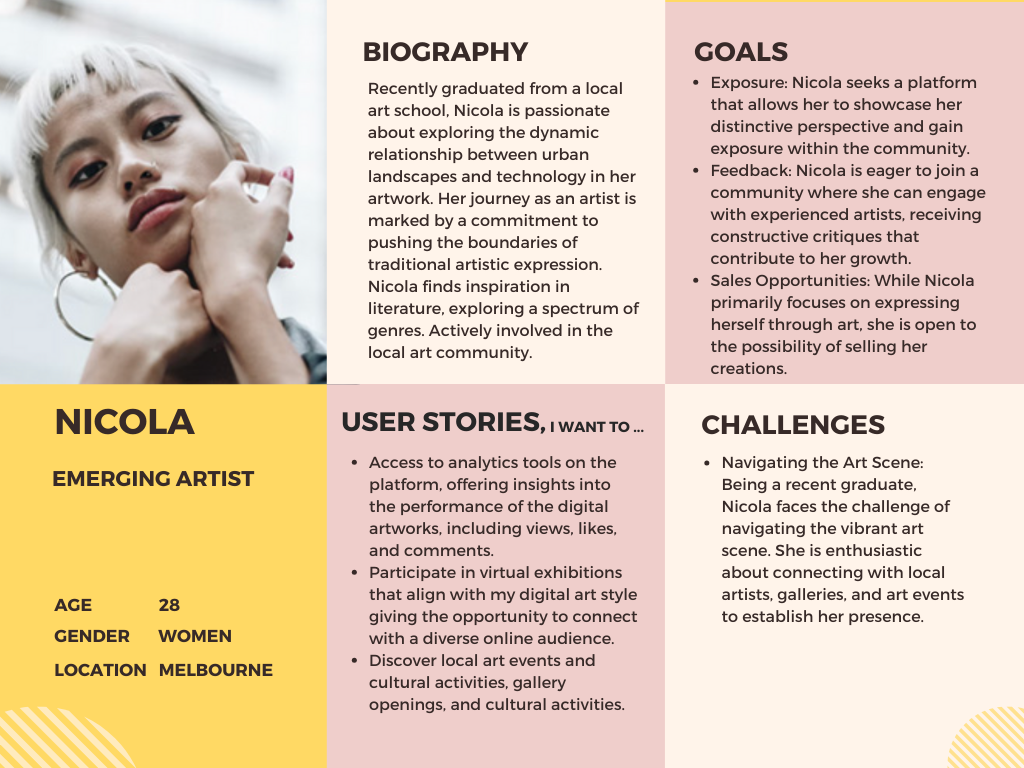 BIOGRAPHY
Recently graduated from a local
art school, Nicola is passionate
about exploring the dynamic
relationship between urban
landscapes and technology in her
artwork. Her journey as an artist is
marked by a commitment to
pushing the boundaries of
traditional artistic expression.
Nicola finds inspiration in
literature, exploring a spectrum of
genres. Actively involved in the
local art community.
GOALS
• Exposure: Nicola seeks a platform
that allows her to showcase her
distinctive perspective and gain
exposure within the community.
• Feedback: Nicola is eager to join a
community where she can engage
with experienced artists, receiving
constructive critiques that
contribute to her growth.
• Sales Opportunities: While Nicola
primarily focuses on expressing
herself through art, she is open to
the possibility of selling her
creations.
NICOLA
EMERGING ARTIST
AGE 28
GENDER WOMEN
LOCATION MELBOURNE
USER STORIES, I WANT TO ...
• Access to analytics tools on the
platform, offering insights into
the performance of the digital
artworks, including views, likes,
and comments.
• Participate in virtual exhibitions
that align with my digital art style
giving the opportunity to connect
with a diverse online audience.
• Discover local art events and
cultural activities, gallery
openings, and cultural activities.
CHALLENGES
• Navigating the Art Scene:
Being a recent graduate,
Nicola faces the challenge of
navigating the vibrant art
scene. She is enthusiastic
about connecting with local
artists, galleries, and art events
to establish her presence.